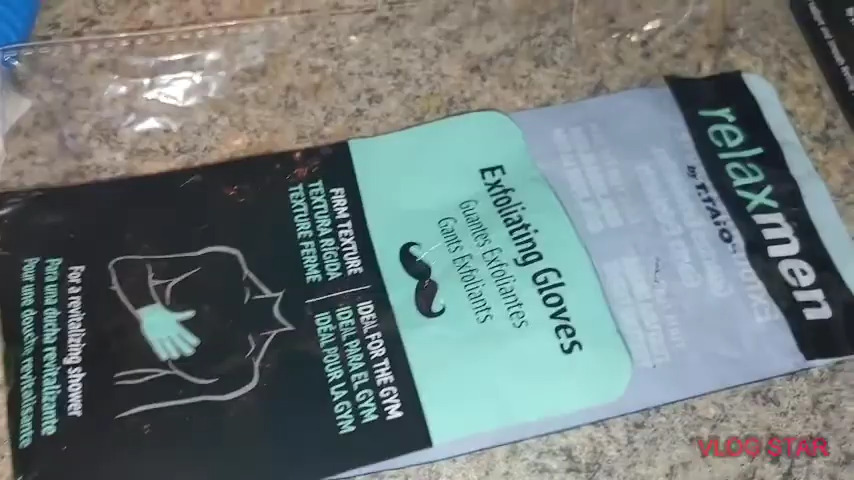 relaxmen
by T.TAiO
Exfoliating Gloves
Guantes Exfoliantes
Gants Exfoliants
FIRM TEXTURE
TEXTURA RÍGIDA
TEXTURE FERME
IDEAL FOR THE GYM
IDEAL PARA EL GYM
IDÉAL POUR LA GYM
For a revitalizing shower
Para una ducha revitalizante
Pour une douche revitalisante
VLOG STAR